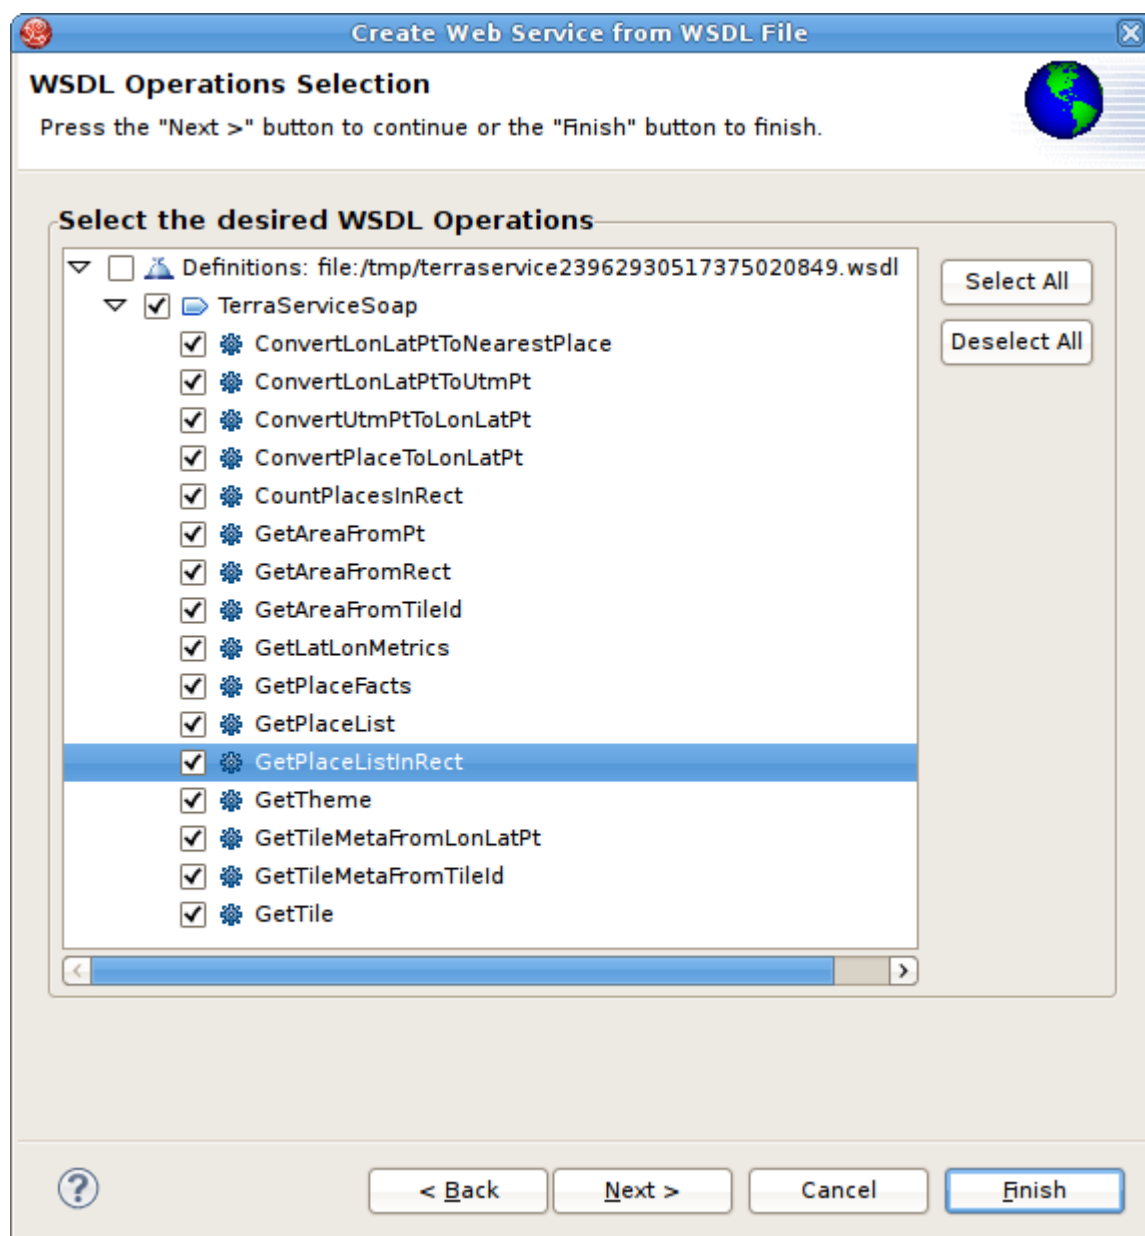 Create Web Service from WSDL File
WSDL Operations Selection
Press the "Next >" button to continue or the "Finish" button to finish.
Select the desired WSDL Operations
Definitions: file:/tmp/terraservice23962930517375020849.wsdl
Select All
TerraServiceSoap
ConvertLonLatPtToNearestPlace
Deselect All
ConvertLonLatPtToUtmPt
ConvertUtmPtToLonLatPt
ConvertPlaceToLonLatPt
CountPlacesInRect
GetAreaFromPt
GetAreaFromRect
GetAreaFromTileId
GetLatLonMetrics
GetPlaceFacts
GetPlaceList
GetPlaceListInRect
GetTheme
GetTileMetaFromLonLatPt
GetTileMetaFromTileId
GetTile
< Back Next > Cancel Finish